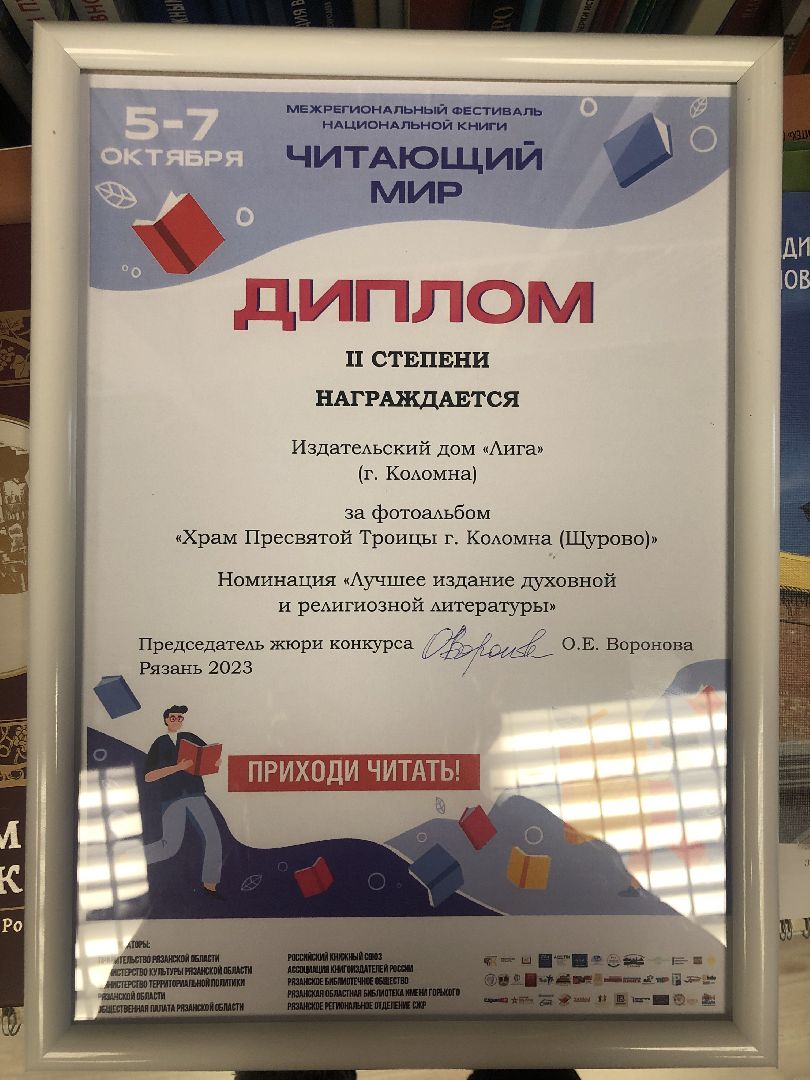 5-7
ОКТЯБРЯ
МЕЖРЕГИОНАЛЬНЫЙ ФЕСТИВАЛЬ
НАЦИОНАЛЬНОЙ КНИГИ
ЧИТАЮЩИЙ
МИР
ДИПЛОМ
II СТЕПЕНИ
НАГРАЖДАЕТСЯ
Издательский дом «Лига»
(г. Коломна)
за фотоальбом
«Храм Пресвятой Троицы г. Коломна (Щурово)»
Номинация «Лучшее издание духовной
и религиозной литературы»
Председатель жюри конкурса О.Е. Воронова
Рязань 2023
ПРИХОДИ ЧИТАТЬ!
ПРАВИТЕЛЬСТВО РЯЗАНСКОЙ ОБЛАСТИ
МИНИСТЕРСТВО КУЛЬТУРЫ РЯЗАНСКОЙ ОБЛАСТИ
МИНИСТЕРСТВО ТЕРРИТОРИАЛЬНОЙ ПОЛИТИКИ
РЯЗАНСКОЙ ОБЛАСТИ
ОБЩЕСТВЕННАЯ ПАЛАТА РЯЗАНСКОЙ ОБЛАСТИ
РОССИЙСКИЙ КНИЖНЫЙ СОЮЗ
АССОЦИАЦИЯ КНИГОИЗДАТЕЛЕЙ РОССИИ
РЯЗАНСКОЕ БИБЛИОТЕЧНОЕ ОБЩЕСТВО
РЯЗАНСКАЯ ОБЛАСТНАЯ БИБЛИОТЕКА ИМЕНИ ГОРЬКОГО
РЯЗАНСКОЕ РЕГИОНАЛЬНОЕ ОТДЕЛЕНИЕ СЖР